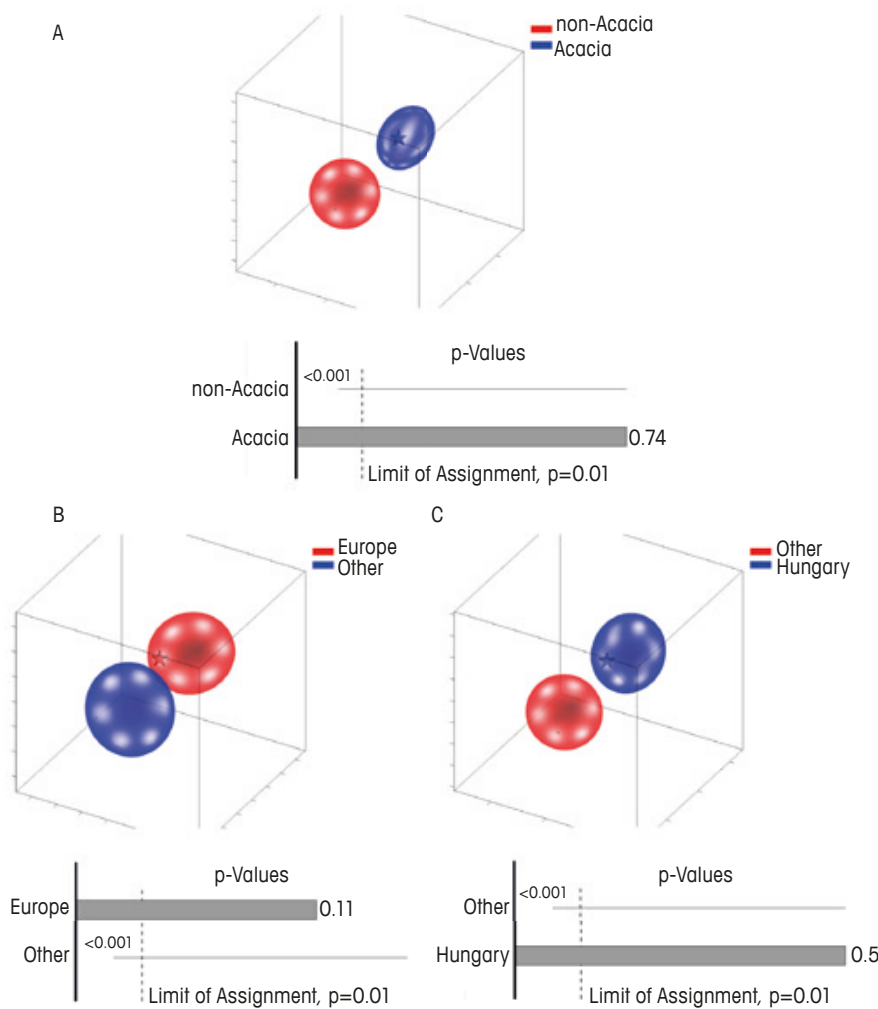 A
non-Acacia
Acacia
p-Values
<0.001
non-Acacia
Acacia
0.74
Limit of Assignment, p=0.01
B
Europe
Other
p-Values
Europe
0.11
Other
<0.001
Limit of Assignment, p=0.01
C
Other
Hungary
p-Values
<0.001
Other
Hungary
0.5
Limit of Assignment, p=0.01